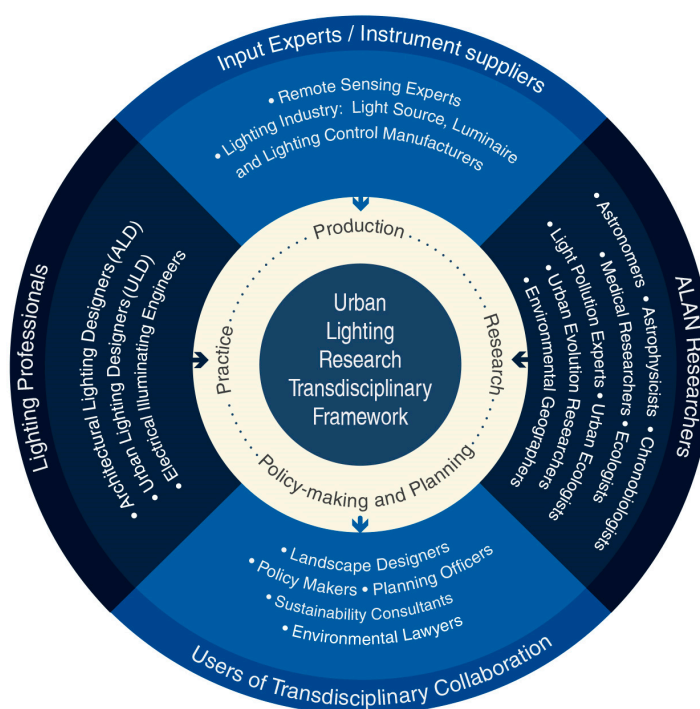 Input Experts / Instrument suppliers
• Remote Sensing Experts
• Lighting Industry: Light Source, Luminaire
and Lighting Control Manufacturers
Lighting Professionals
• Architectural Lighting Designers (ALD)
• Urban Lighting Designers (ULD)
• Electrical Illuminating Engineers
Production
Practice
Research
Policy-making and Planning
Urban
Lighting
Research
Transdisciplinary
Framework
ALAN Researchers
• Astronomers • Astrophysicists • Chronobiologists
• Medical Researchers • Ecologists
• Light Pollution Experts • Urban Ecologists
• Urban Evolution Researchers
• Environmental Geographers
• Landscape Designers
• Policy Makers • Planning Officers
• Sustainability Consultants
• Environmental Lawyers
Users of Transdisciplinary Collaboration